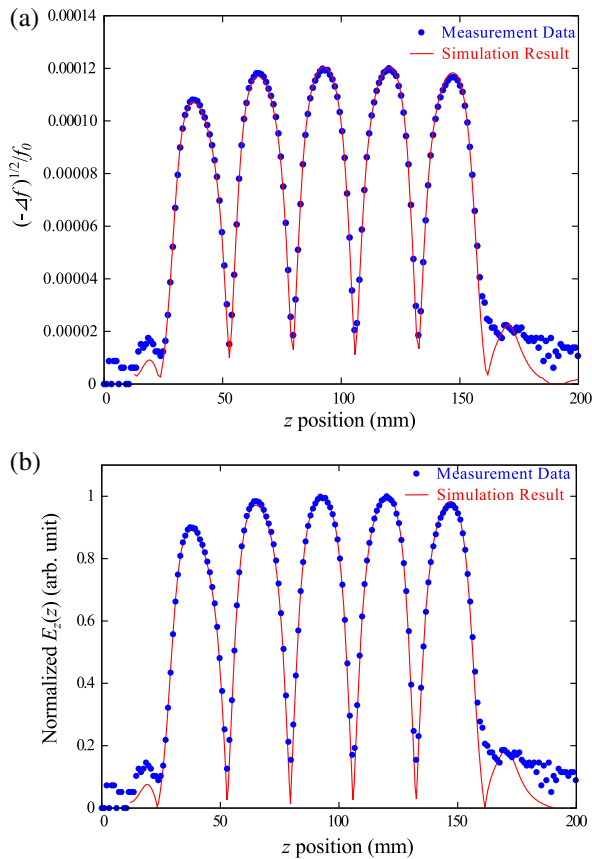 (a)
0.00014
0.00012
0.00010
0.00008
0.00006
0.00004
0.00002
0
(-Δf)1/2/f0
Measurement Data
Simulation Result
0 50 100 150 200
z position (mm)
(b)
1
0.8
0.6
0.4
0.2
0
Normalized Ez(z) (arb. unit)
Measurement Data
Simulation Result
0 50 100 150 200
z position (mm)